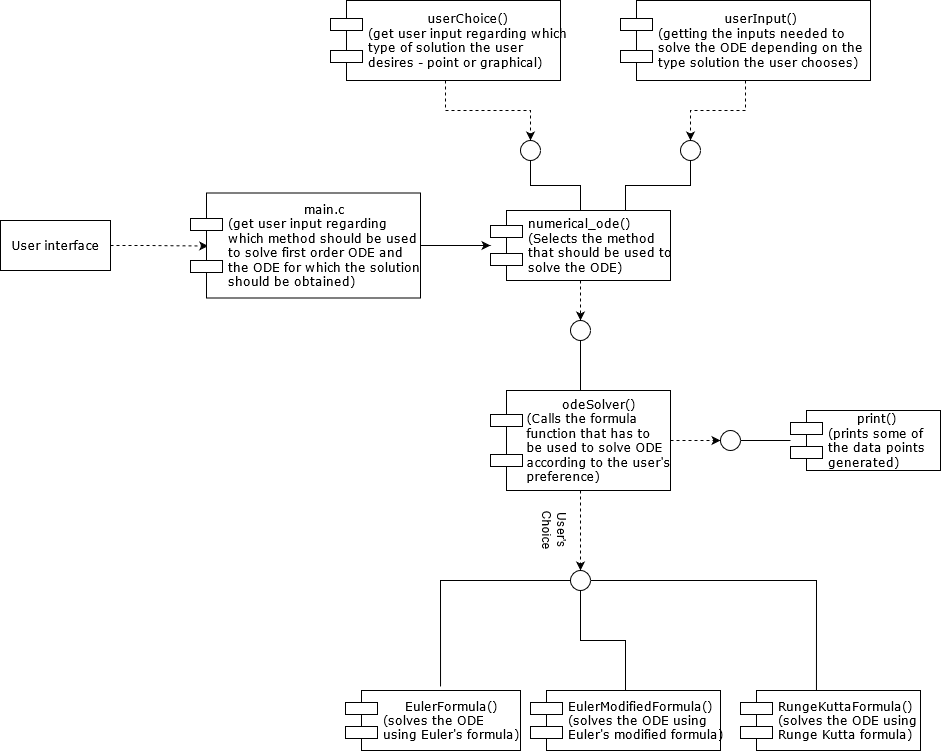 userChoice()
(get user input regarding which
type of solution the user
desires - point or graphical)
userInput()
(getting the inputs needed to
solve the ODE depending on the
type solution the user chooses)
User interface
main.c
(get user input regarding
which method should be used
to solve first order ODE and
the ODE for which the solution
should be obtained)
numerical_ode()
(Selects the method
that should be used to
solve the ODE)
odeSolver()
(Calls the formula
function that has to
be used to solve ODE
according to the user's
preference)
print()
(prints some of
the data points
generated)
User's
Choice
EulerFormula()
(solves the ODE
using Euler's formula)
EulerModifiedFormula()
(solves the ODE using
Euler's modified formula)
RungeKuttaFormula()
(solves the ODE using
Runge Kutta formula)